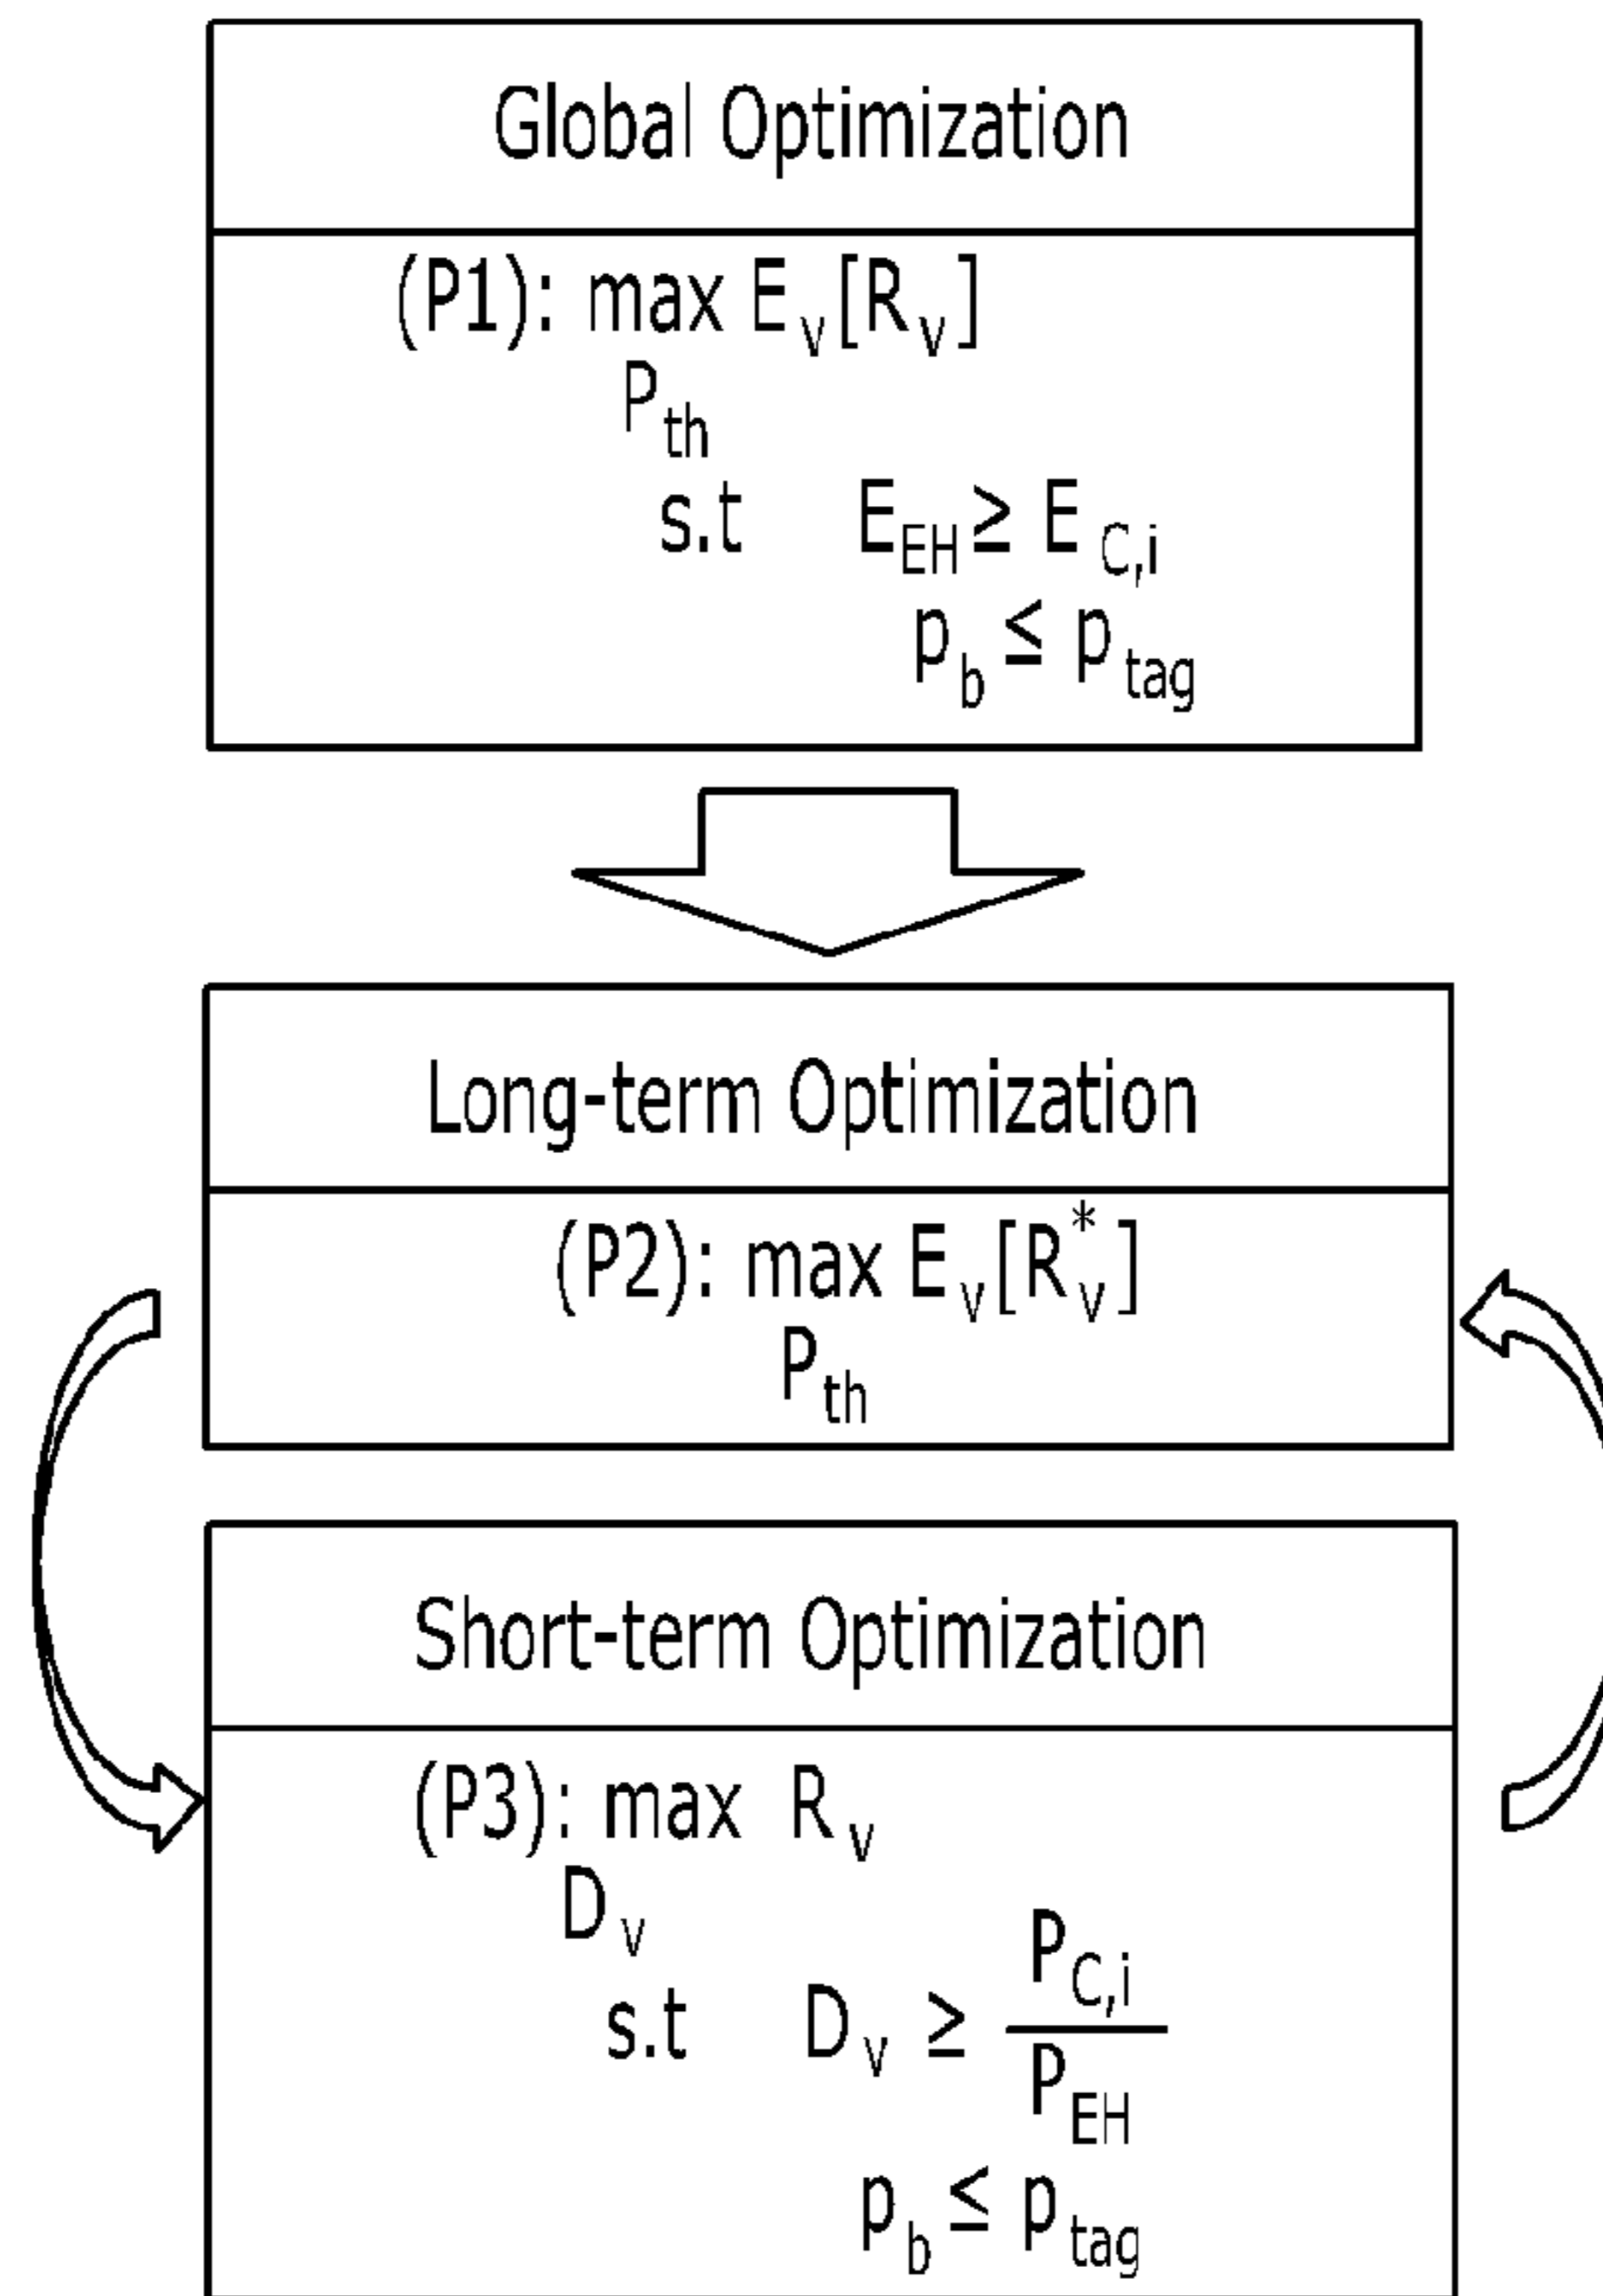 Global Optimization
(P1): max E_v[R_v]
P_th
s.t E_EH ≥ E_C,i
p_b ≤ p_tag
Long-term Optimization
(P2): max E_v[R_v^*]
P_th
Short-term Optimization
(P3): max R_v
D_v
s.t D_v ≥ P_C,i / P_EH
p_b ≤ p_tag